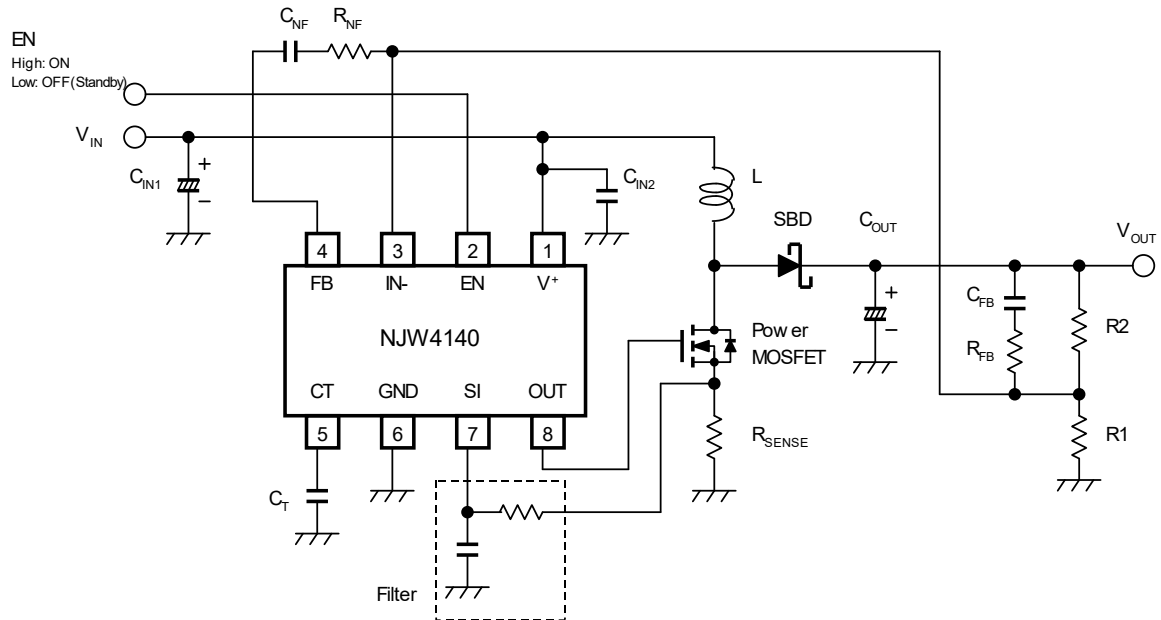 C_NF R_NF
EN
High: ON
Low: OFF(Standby)
V_IN
C_IN1
+
−
C_IN2
L
SBD
C_OUT
V_OUT
4 3 2 1
FB IN- EN V+
+
−
C_FB
R2
NJW4140
Power
MOSFET
R_FB
CT GND SI OUT
5 6 7 8
R_SENSE
R1
C_T
Filter